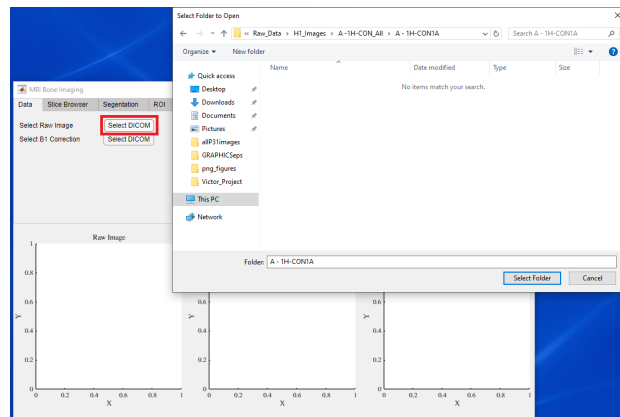 Select Folder to Open
« Raw_Data > H1_Images > A -1H-CON_All > A - 1H-CON1A
Search A - 1H-CON1A
Organize
New folder
Name
Date modified
Type
Size
No items match your search.
Quick access
Desktop
Downloads
Documents
Pictures
allP31images
GRAPHICSeps
png_figures
Victor_Project
This PC
Network
Folder: A - 1H-CON1A
Select Folder
Cancel
MRI Bone Imaging
Data
Slice Browser
Segentation
ROI
Select Raw Image
Select DICOM
Select B1 Correction
Select DICOM
Raw Image
1
0.8
0.6
0.4
0.2
0
Y
0 0.2 0.4 0.6 0.8 1
X
0.6
0.4
0.2
0
Y
0 0.2 0.4 0.6 0.8 1
X
0.6
0.4
0.2
0
Y
0 0.2 0.4 0.6 0.8 1
X